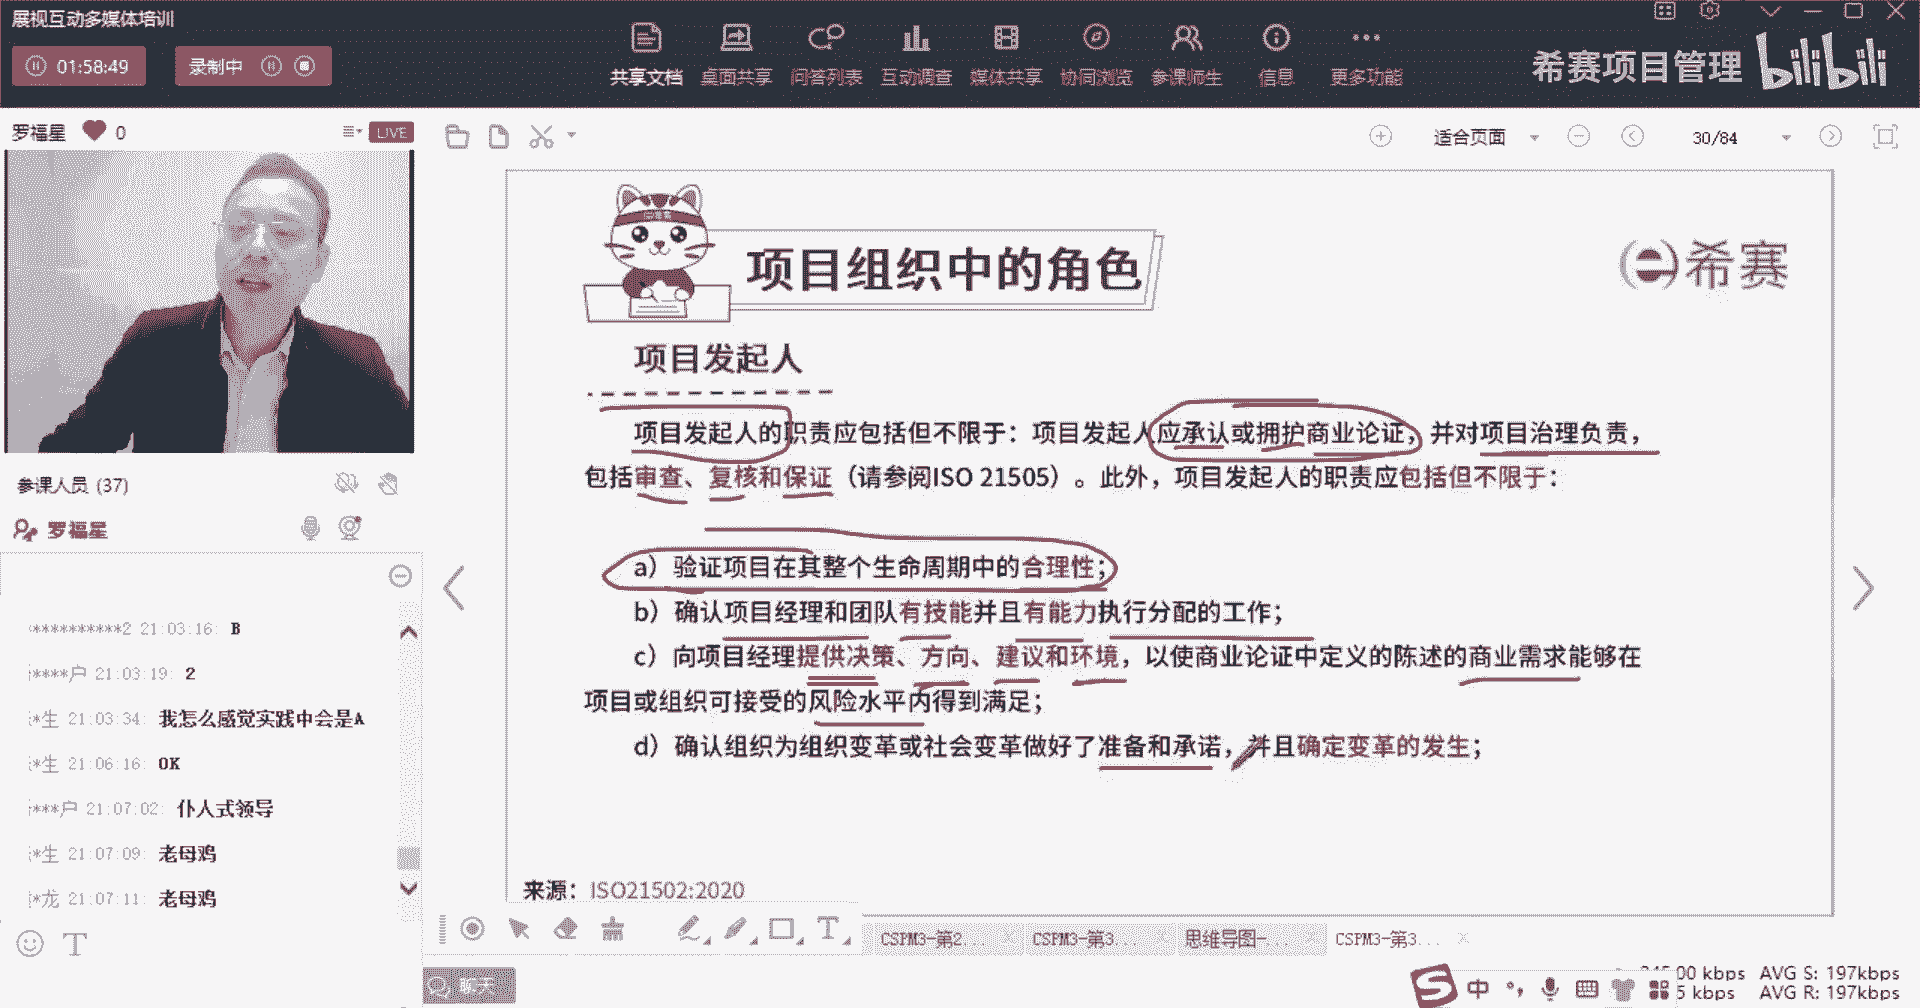 展视互动多媒体培训
01:58:49
录制中
共享文档 桌面共享 问答列表 互动调查 媒体共享 协同浏览 参课师生 信息 更多功能
希赛项目管理 bilibili
罗福星 0 LIVE
适合页面 30/84
项目组织中的角色
希赛
项目发起人
项目发起人的职责应包括但不限于：项目发起人应承认或拥护商业论证，并对项目治理负责，
包括审查、复核和保证（请参阅ISO 21505）。此外，项目发起人的职责应包括但不限于：
a）验证项目在其整个生命周期中的合理性；
b）确认项目经理和团队有技能并且有能力执行分配的工作；
c）向项目经理提供决策、方向、建议和环境，以使商业论证中定义的陈述的商业需求能够在
项目或组织可接受的风险水平内得到满足；
d）确认组织为组织变革或社会变革做好了准备和承诺，并且确定变革的发生；
来源：ISO21502:2020
参课人员 (37)
罗福星
**********2 21:03:16: B
****户 21:03:19: 2
*生 21:03:34: 我怎么感觉实践中会是A
*生 21:06:16: OK
***户 21:07:02: 仆人式领导
*生 21:07:09: 老母鸡
*龙 21:07:11: 老母鸡
T
CSPM3-第2... CSPM3-第3... 思维导图-... CSPM3-第3...
聊天
中
00 kbps AVG S: 197kbps
5 kbps AVG R: 197kbps